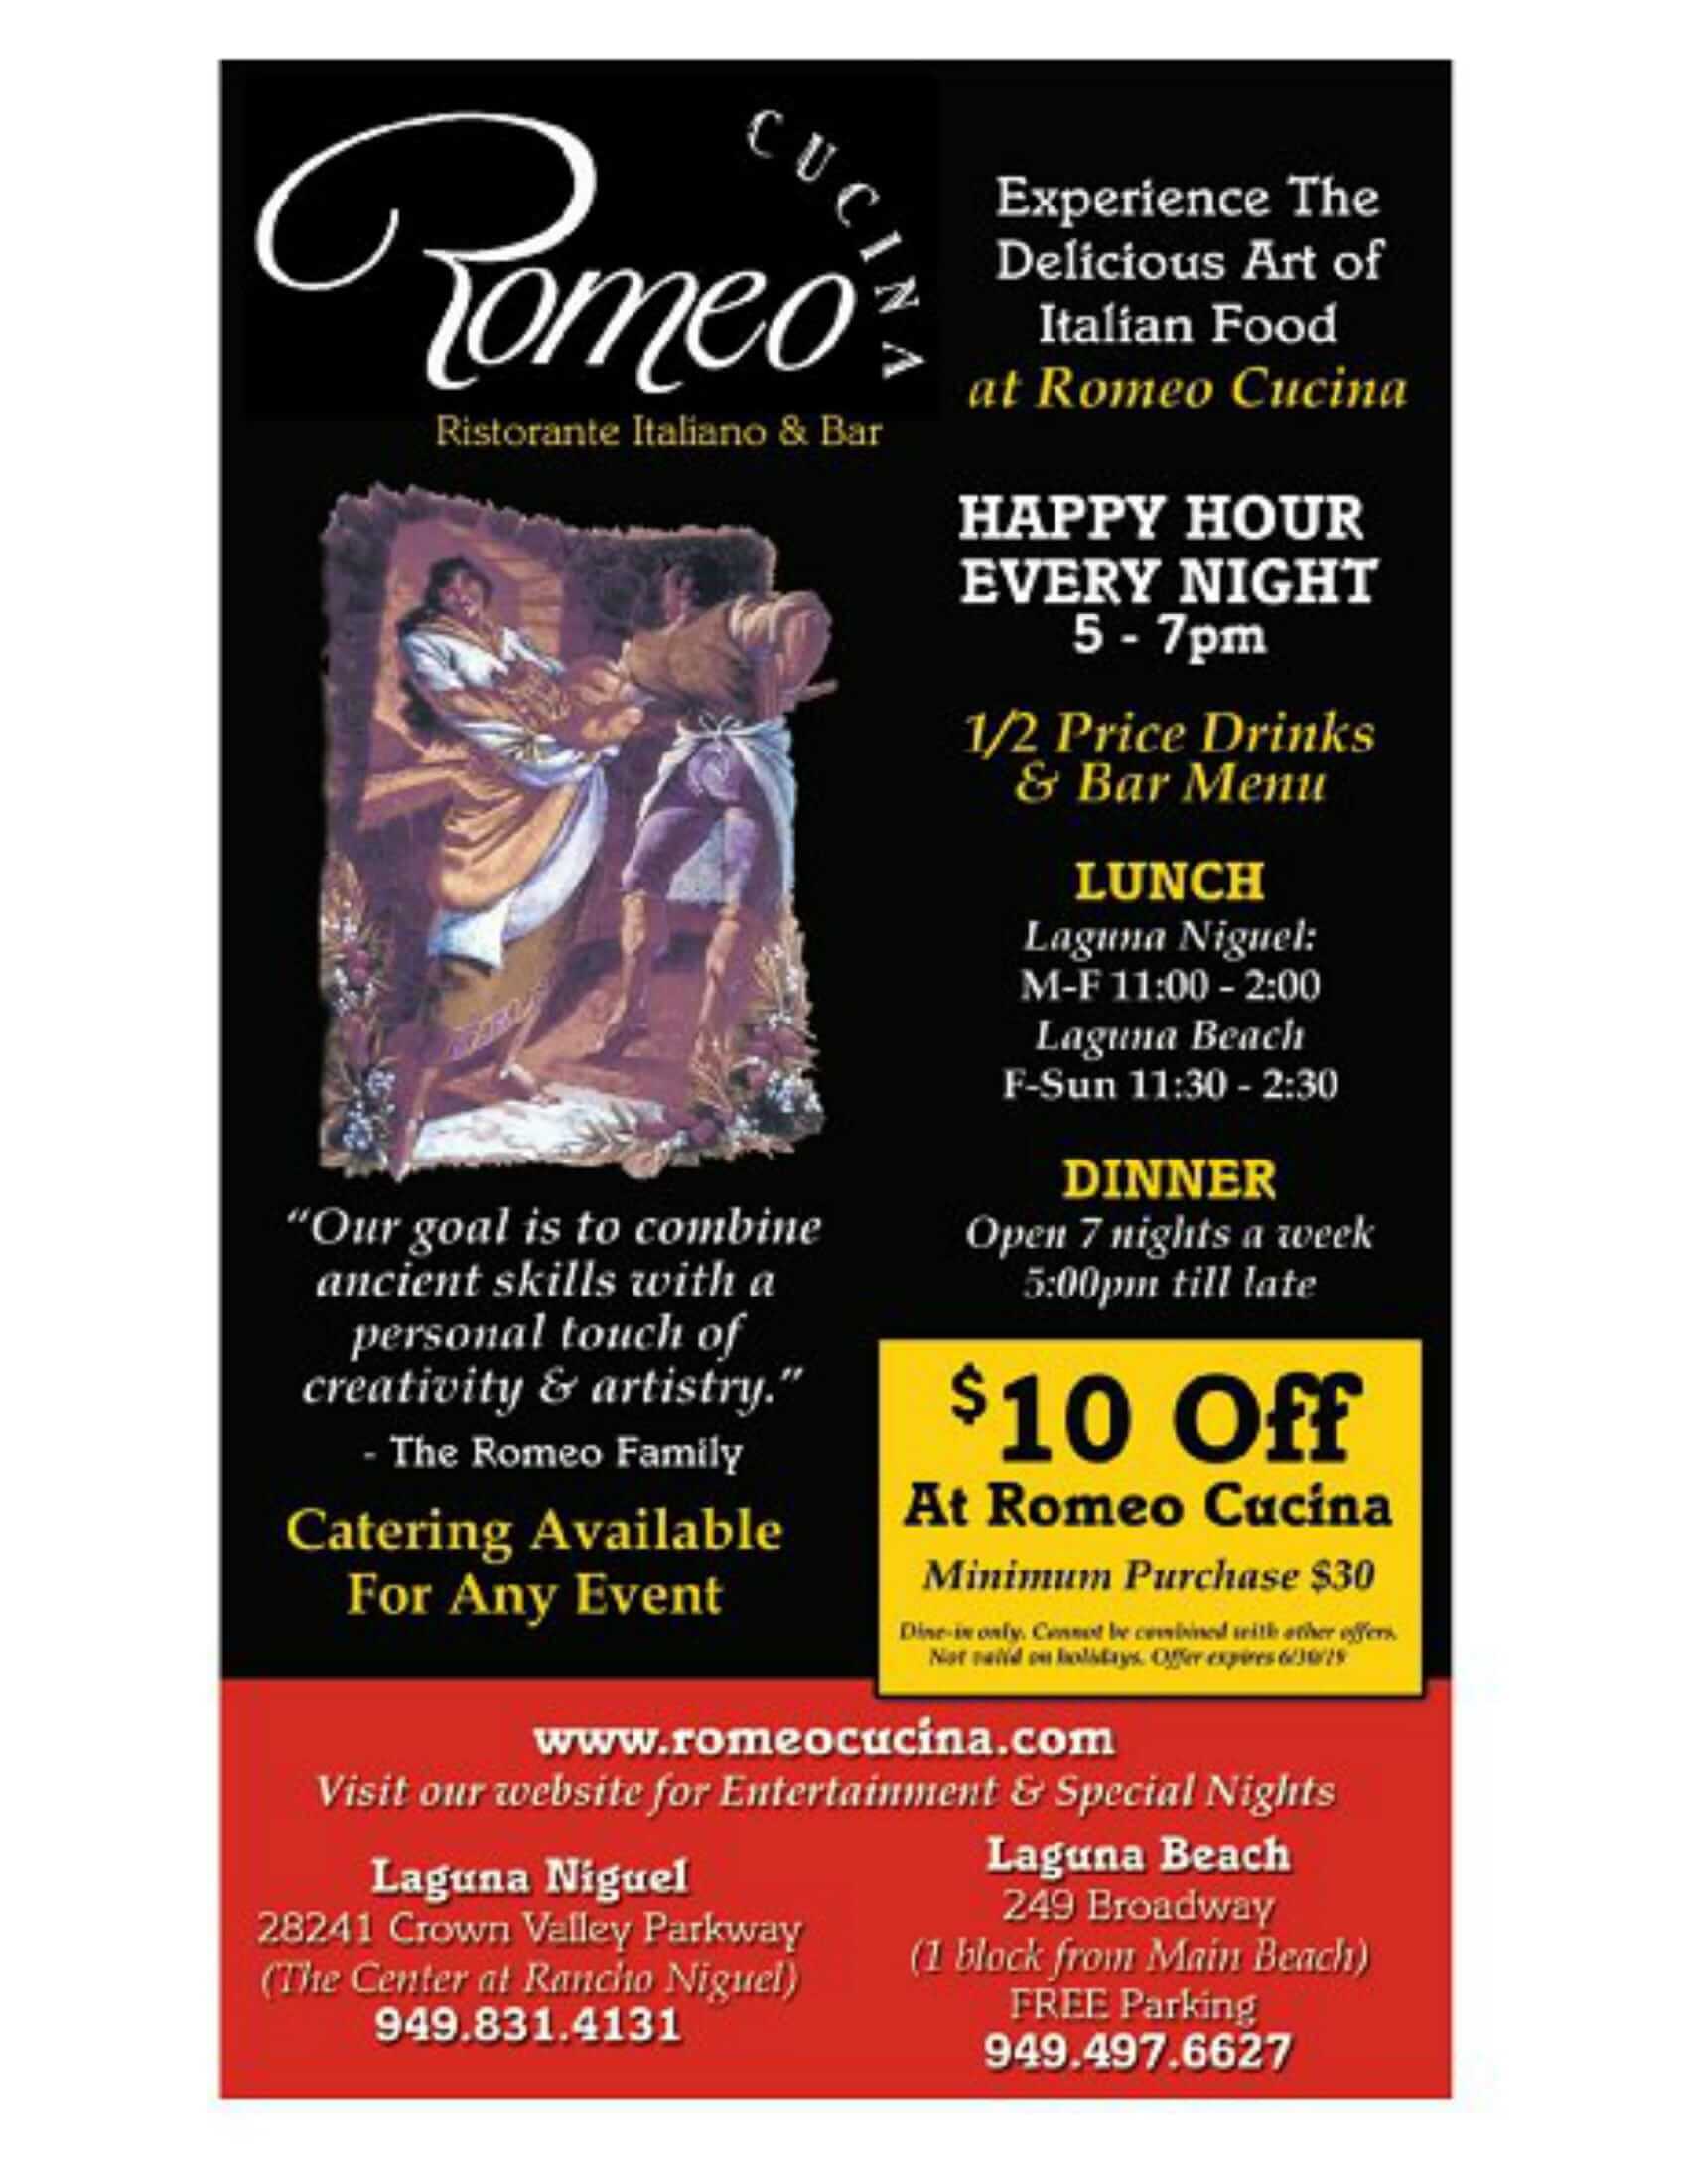 Romeo CUCINA
Ristorante Italiano & Bar
Experience The
Delicious Art of
Italian Food
at Romeo Cucina
HAPPY HOUR
EVERY NIGHT
5 - 7pm
1/2 Price Drinks
& Bar Menu
LUNCH
Laguna Niguel:
M-F 11:00 - 2:00
Laguna Beach
F-Sun 11:30 - 2:30
DINNER
Open 7 nights a week
5:00pm till late
"Our goal is to combine
ancient skills with a
personal touch of
creativity & artistry."
- The Romeo Family
Catering Available
For Any Event
$10 Off
At Romeo Cucina
Minimum Purchase $30
Dine-in only. Cannot be combined with other offers.
Not valid on holidays. Offer expires 6/30/19
www.romeocucina.com
Visit our website for Entertainment & Special Nights
Laguna Niguel
28241 Crown Valley Parkway
(The Center at Rancho Niguel)
949.831.4131
Laguna Beach
249 Broadway
(1 block from Main Beach)
FREE Parking
949.497.6627